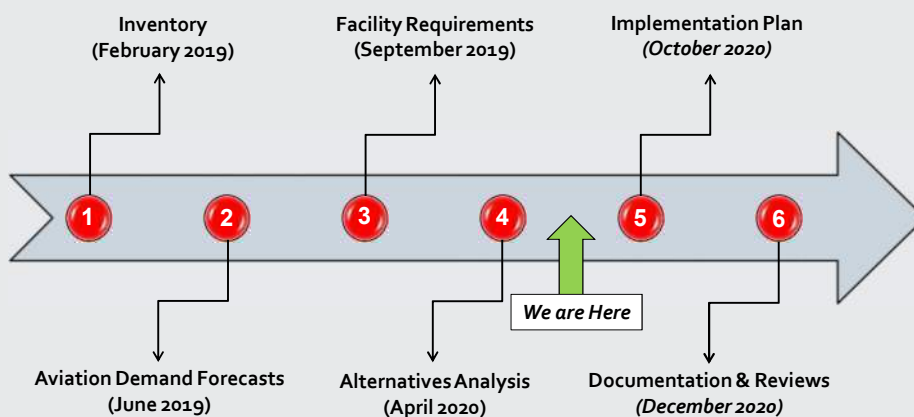 Inventory
(February 2019)
Facility Requirements
(September 2019)
Implementation Plan
(October 2020)
1
2
3
4
5
6
We are Here
Aviation Demand Forecasts
(June 2019)
Alternatives Analysis
(April 2020)
Documentation & Reviews
(December 2020)